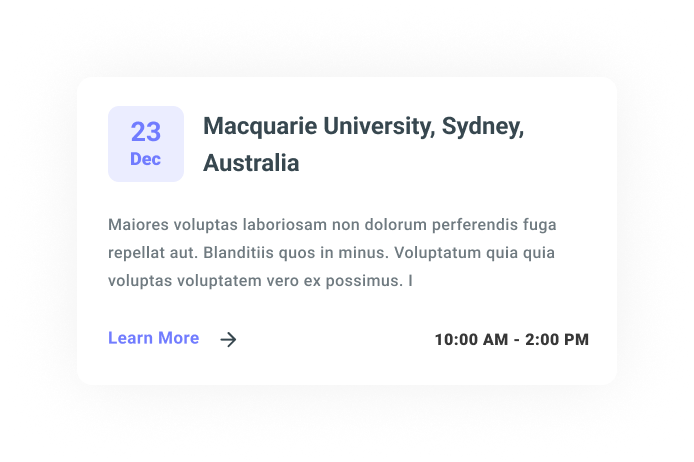 23
Dec
Macquarie University, Sydney,
Australia
Maiores voluptas laboriosam non dolorum perferendis fuga
repellat aut. Blanditiis quos in minus. Voluptatum quia quia
voluptas voluptatem vero ex possimus. I
Learn More →
10:00 AM - 2:00 PM